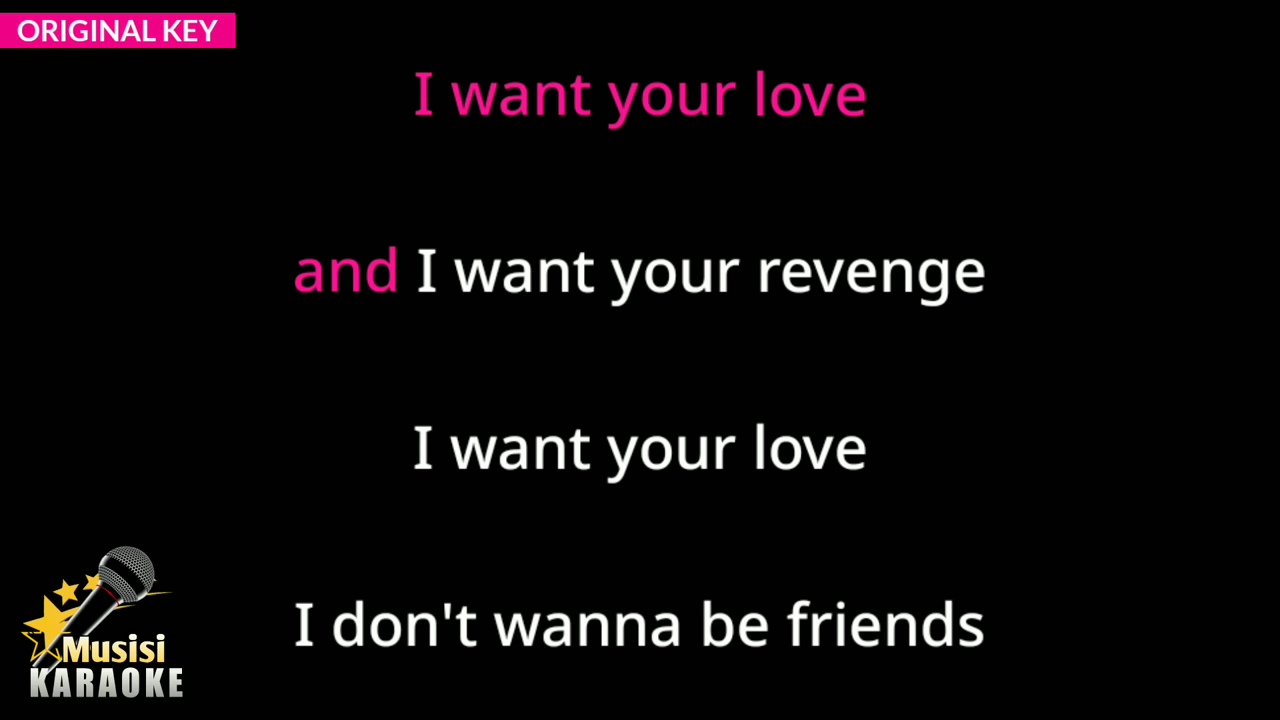 ORIGINAL KEY
I want your love
and I want your revenge
I want your love
I don't wanna be friends
Musisi
KARAOKE